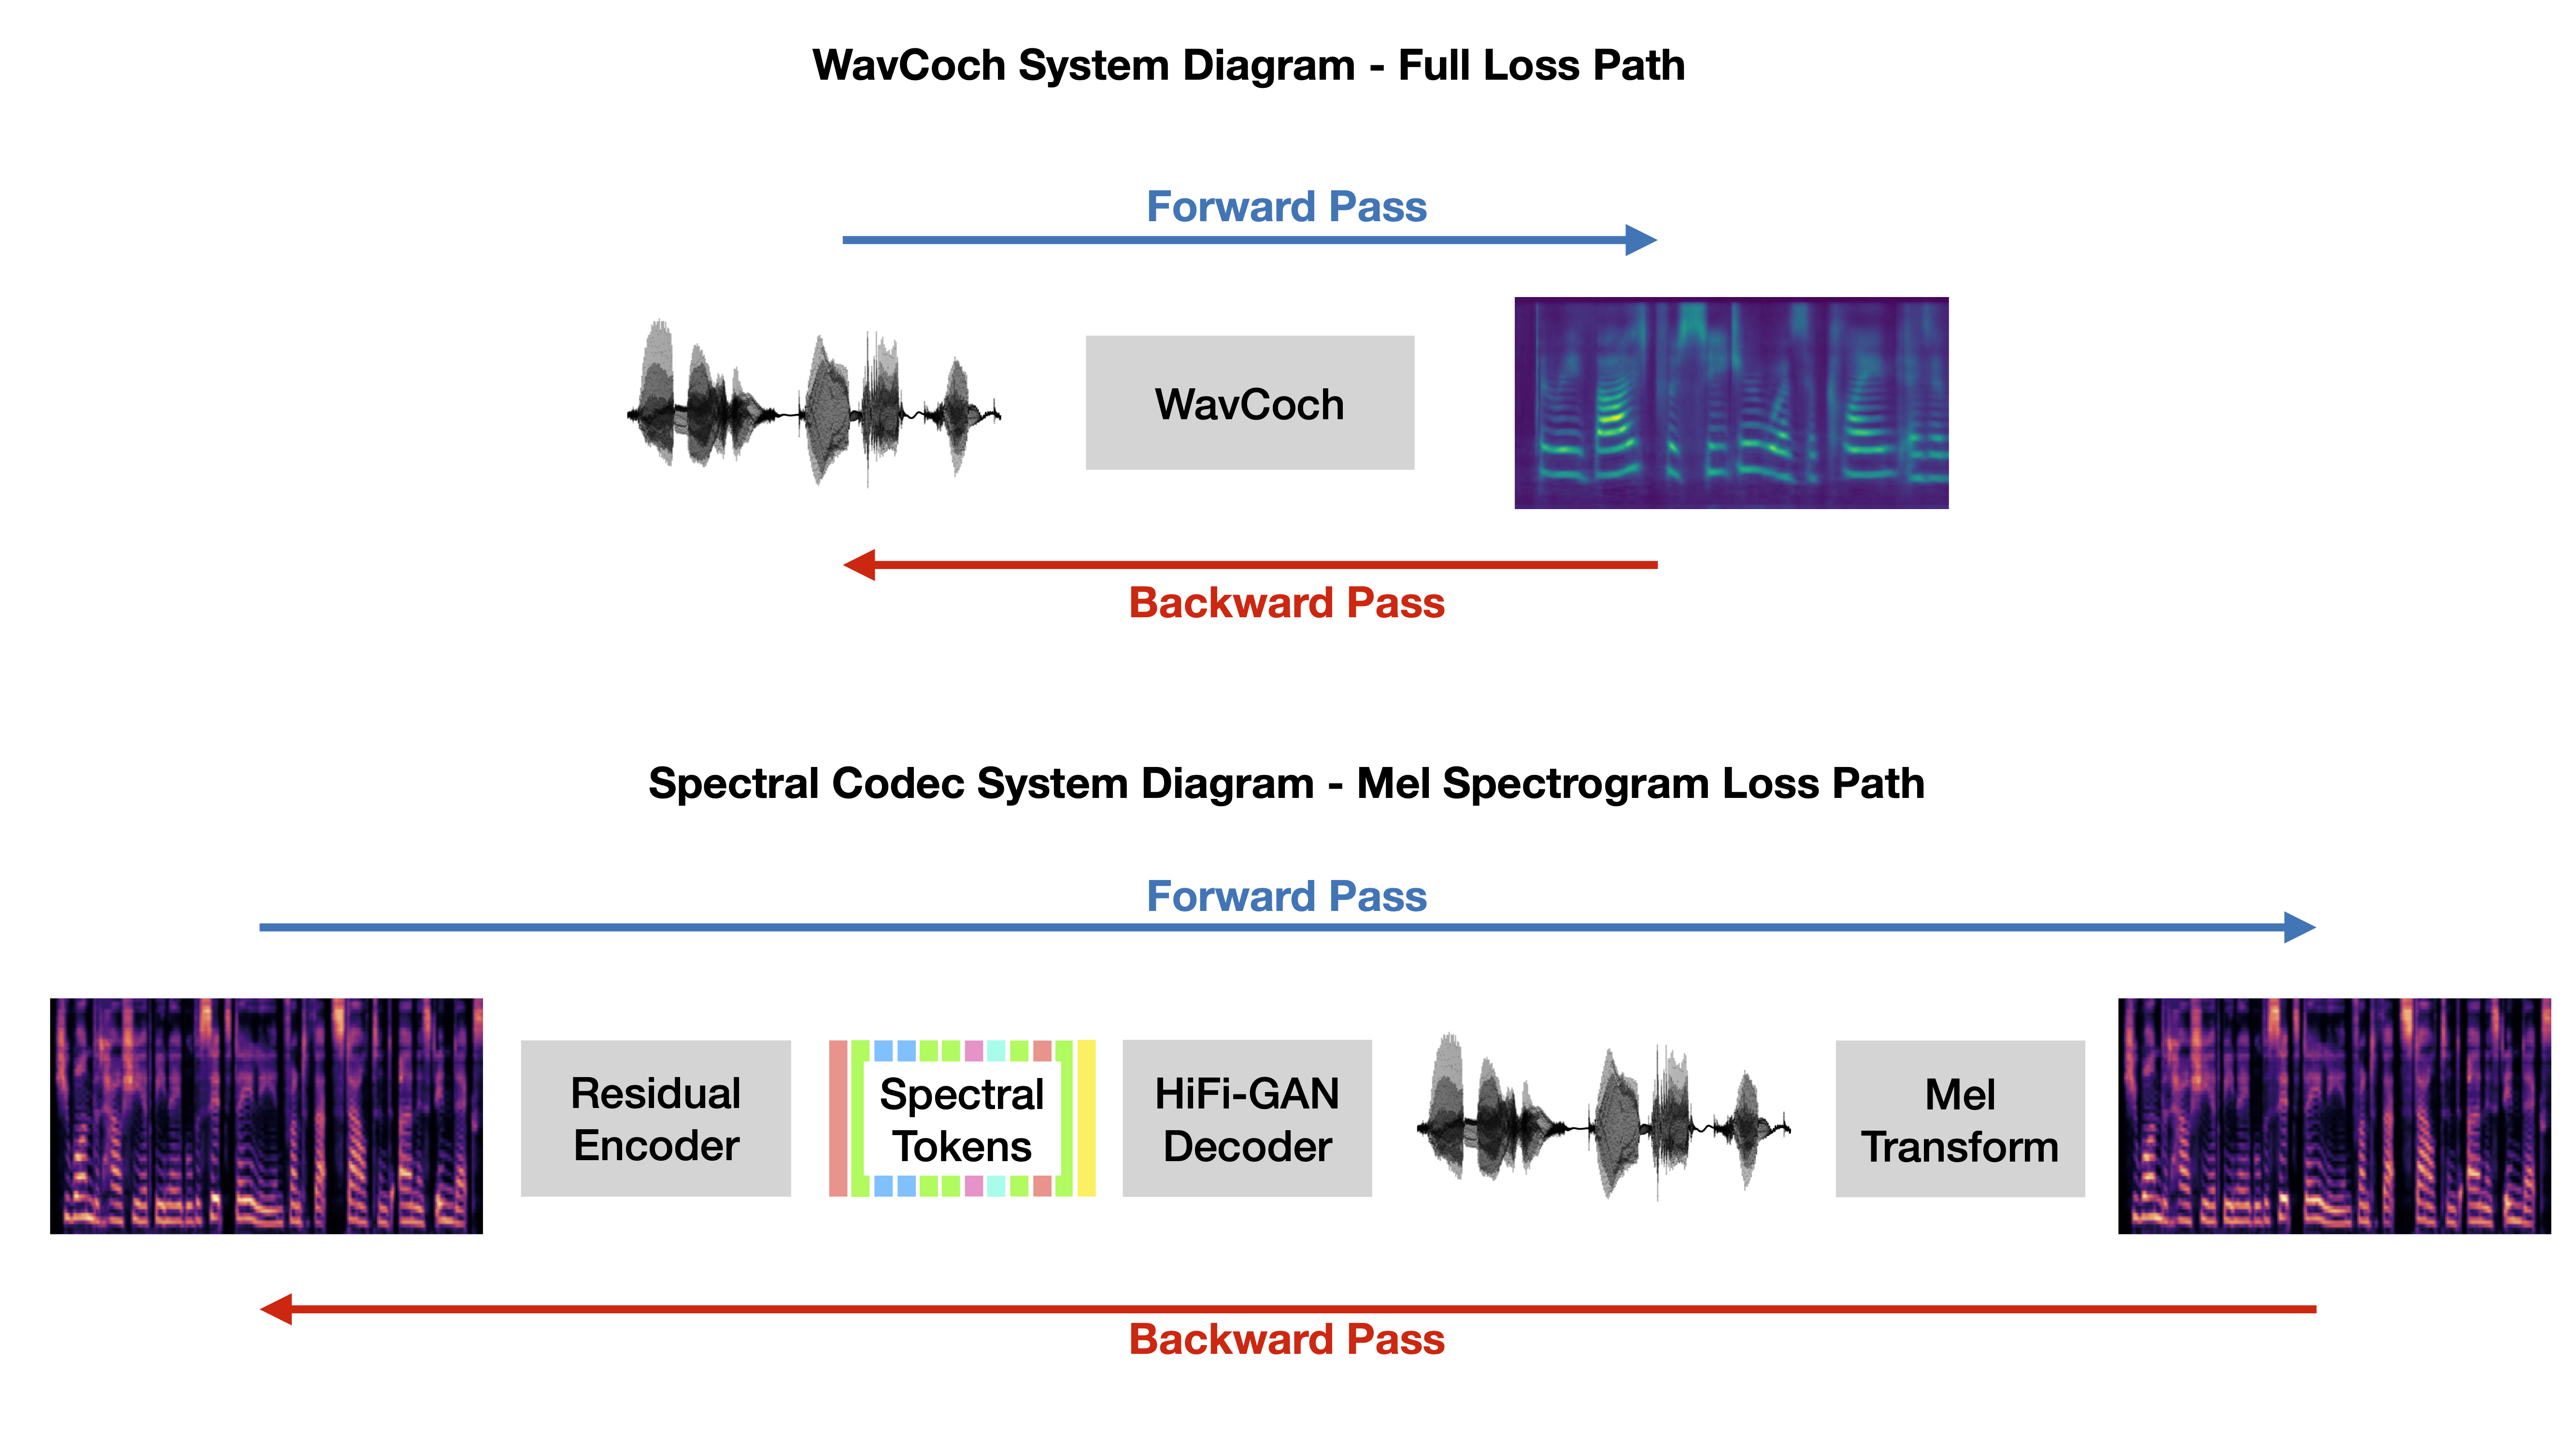 WavCoch System Diagram - Full Loss Path
Forward Pass
WavCoch
Backward Pass
Spectral Codec System Diagram - Mel Spectrogram Loss Path
Forward Pass
Residual
Encoder
Spectral
Tokens
HiFi-GAN
Decoder
Mel
Transform
Backward Pass